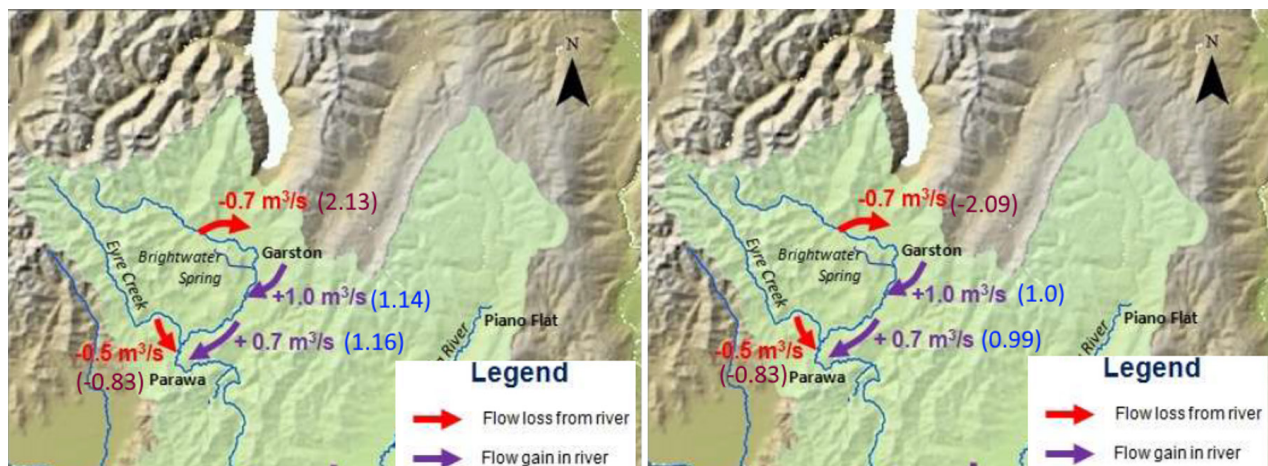 N
-0.7 m³/s (2.13)
Garston
Brightwater
Spring
Eyre Creek
+1.0 m³/s (1.14)
+ 0.7 m³/s (1.16)
Piano Flat
River
-0.5 m³/s
(-0.83)
Parawa
Legend
Flow loss from river
Flow gain in river
N
-0.7 m³/s (-2.09)
Garston
Brightwater
Spring
Eyre Creek
+1.0 m³/s (1.0)
+ 0.7 m³/s (0.99)
Piano Flat
River
-0.5 m³/s
(-0.83)
Parawa
Legend
Flow loss from river
Flow gain in river